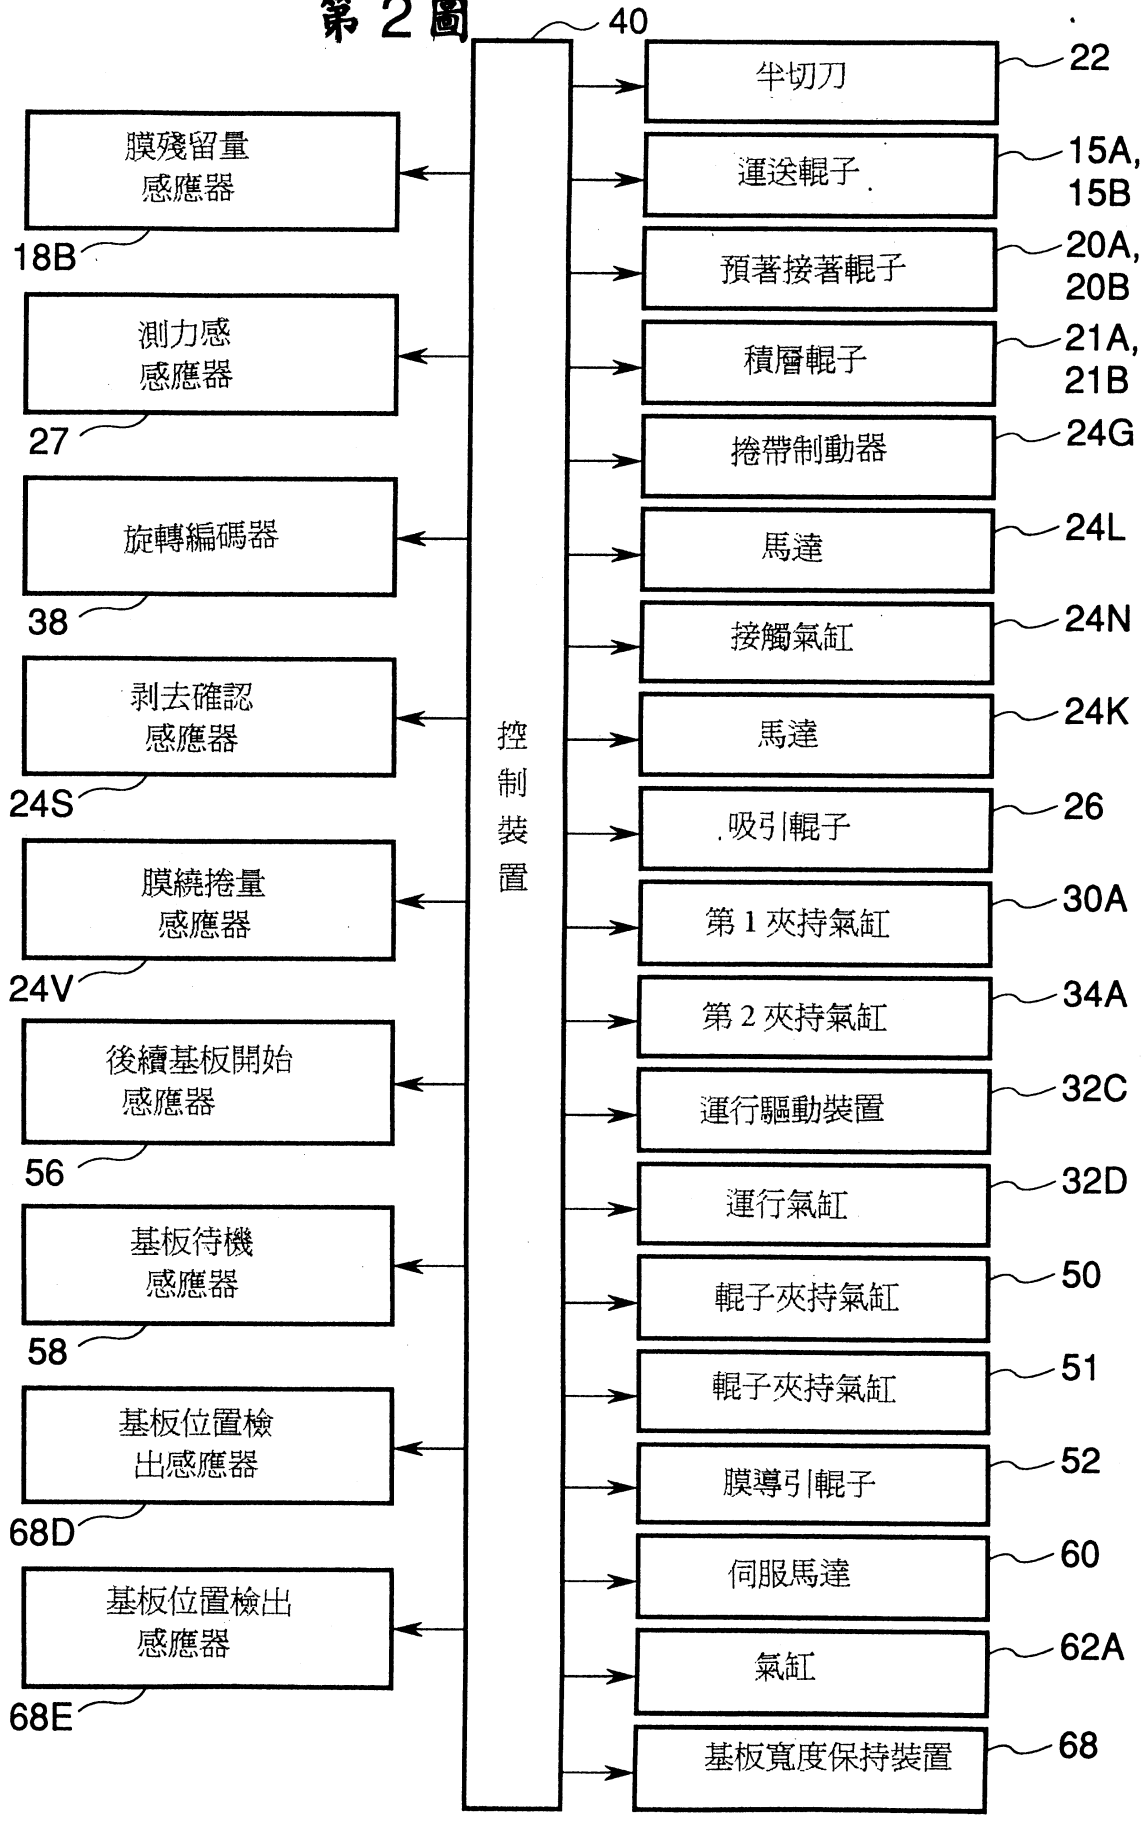 第2圖
40
膜殘留量
感應器
18B
測力感
感應器
27
旋轉編碼器
38
剥去確認
感應器
24S
膜繞捲量
感應器
24V
後續基板開始
感應器
56
基板待機
感應器
58
基板位置檢
出感應器
68D
基板位置檢出
感應器
68E
控
制
裝
置
半切刀
22
運送輥子
15A,
15B
預著接著輥子
20A,
20B
積層輥子
21A,
21B
捲帶制動器
24G
馬達
24L
接觸氣缸
24N
馬達
24K
吸引輥子
26
第1夾持氣缸
30A
第2夾持氣缸
34A
運行驅動裝置
32C
運行氣缸
32D
輥子夾持氣缸
50
輥子夾持氣缸
51
膜導引輥子
52
伺服馬達
60
氣缸
62A
基板寬度保持裝置
68